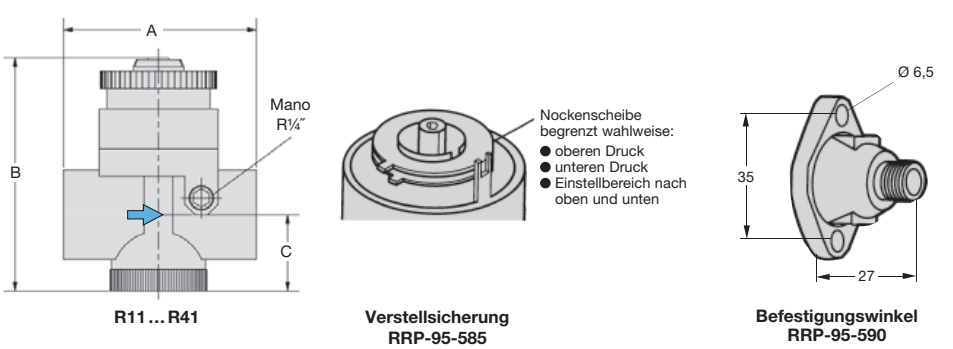 A
B
Mano
R¼˝
C
R11 ... R41
Nockenscheibe
begrenzt wahlweise:
● oberen Druck
● unteren Druck
● Einstellbereich nach
oben und unten
Verstellsicherung
RRP-95-585
Ø 6,5
35
27
Befestigungswinkel
RRP-95-590